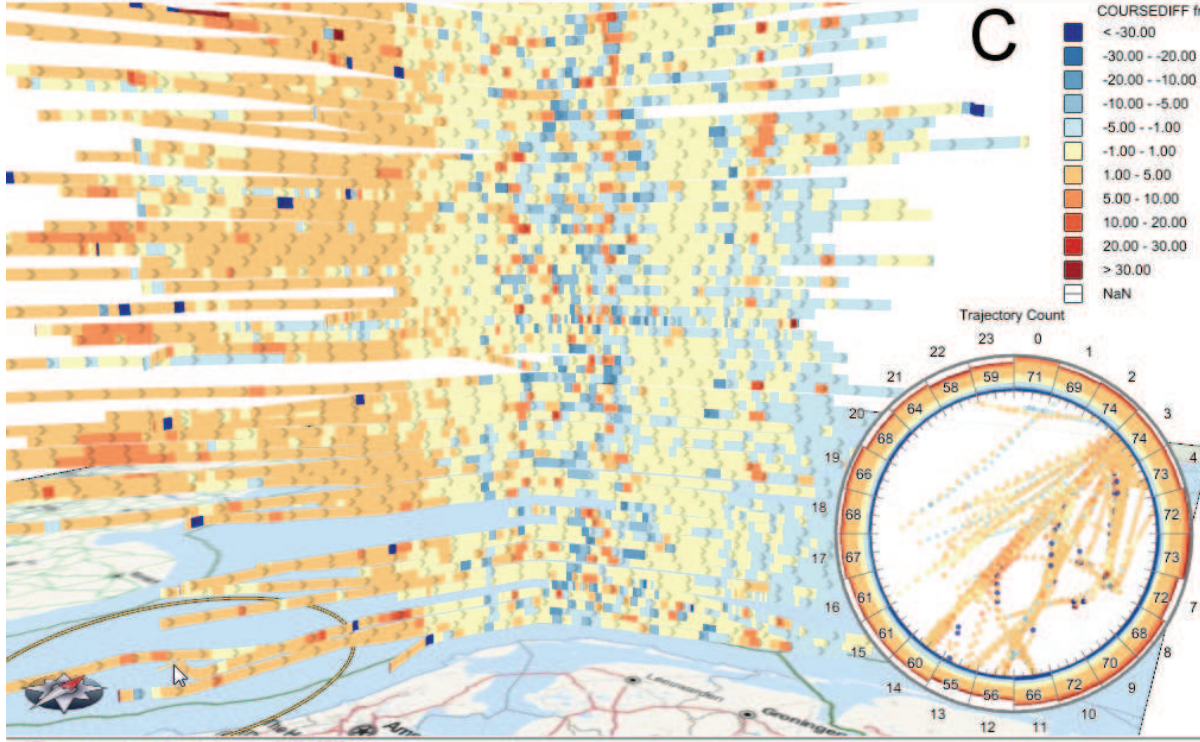 C
COURSEDIFF fr
< -30.00
-30.00 - -20.00
-20.00 - -10.00
-10.00 - -5.00
-5.00 - -1.00
-1.00 - 1.00
1.00 - 5.00
5.00 - 10.00
10.00 - 20.00
20.00 - 30.00
> 30.00
NaN
Trajectory Count
23 0 1
22 2
21 3
20 4
19
18
17 7
16 8
15 9
14 10
13 12 11
59 71 69
58 74
64 74
68 73
66 72
68 73
67 72
61 68
61 70
60 72
55 56 66
Leeuwarden
Groningen
Ams